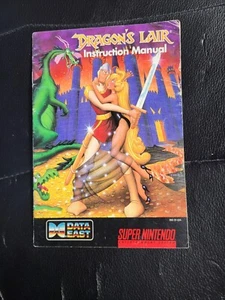 DRAGON'S LAIR
Instruction Manual
DATA
EAST
SUPER NINTENDO